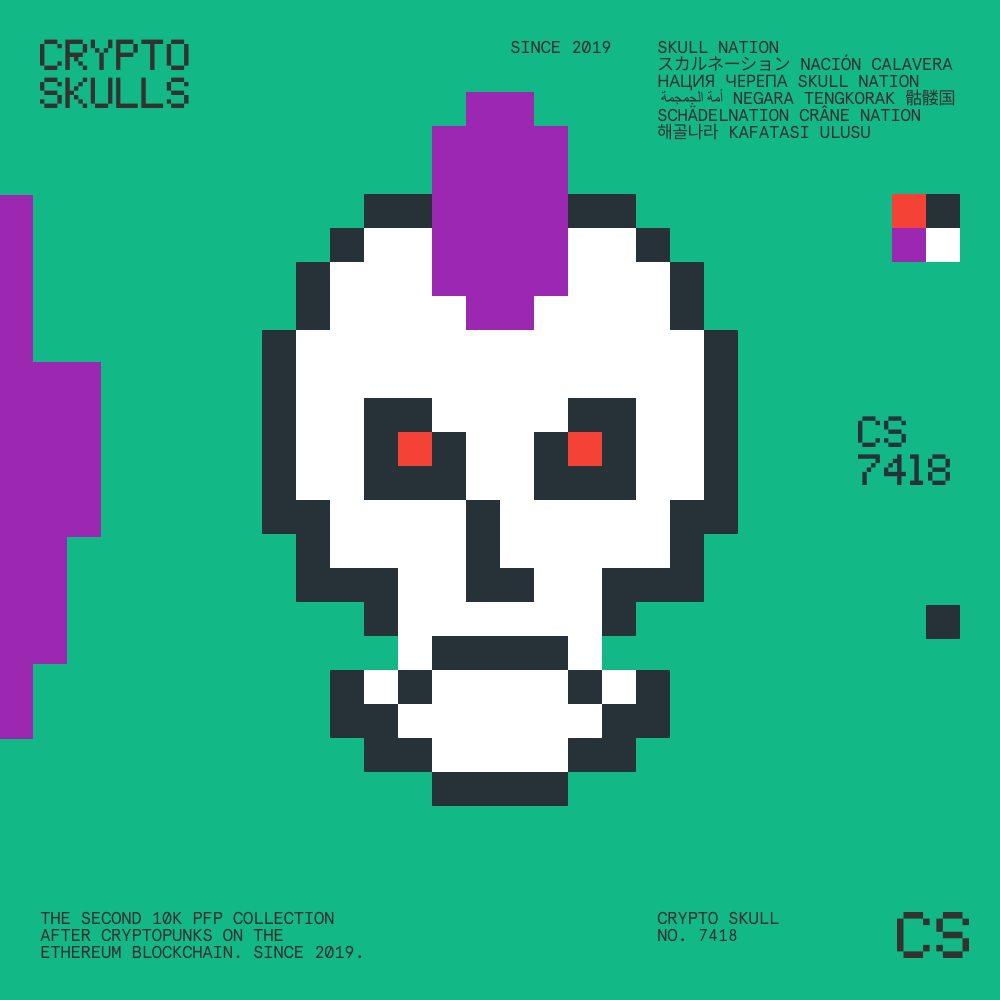 CRYPTO
SKULLS
SINCE 2019
SKULL NATION
スカルネーション NACIÓN CALAVERA
НАЦИЯ ЧЕРЕПА SKULL NATION
أمة الجمجمة NEGARA TENGKORAK 骷髅国
SCHÄDELNATION CRÂNE NATION
해골나라 KAFATASI ULUSU
CS
7418
THE SECOND 10K PFP COLLECTION
AFTER CRYPTOPUNKS ON THE
ETHEREUM BLOCKCHAIN. SINCE 2019.
CRYPTO SKULL
NO. 7418
CS